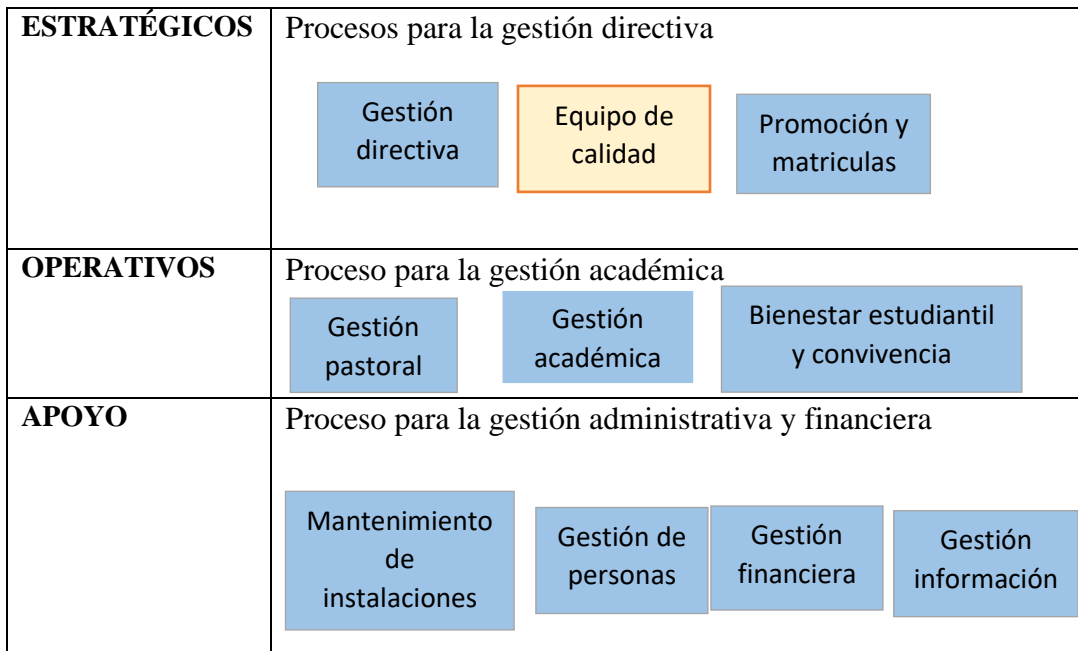 ESTRATÉGICOS
Procesos para la gestión directiva
Gestión
directiva
Equipo de
calidad
Promoción y
matriculas
OPERATIVOS
Proceso para la gestión académica
Gestión
pastoral
Gestión
académica
Bienestar estudiantil
y convivencia
APOYO
Proceso para la gestión administrativa y financiera
Mantenimiento
de
instalaciones
Gestión de
personas
Gestión
financiera
Gestión
información